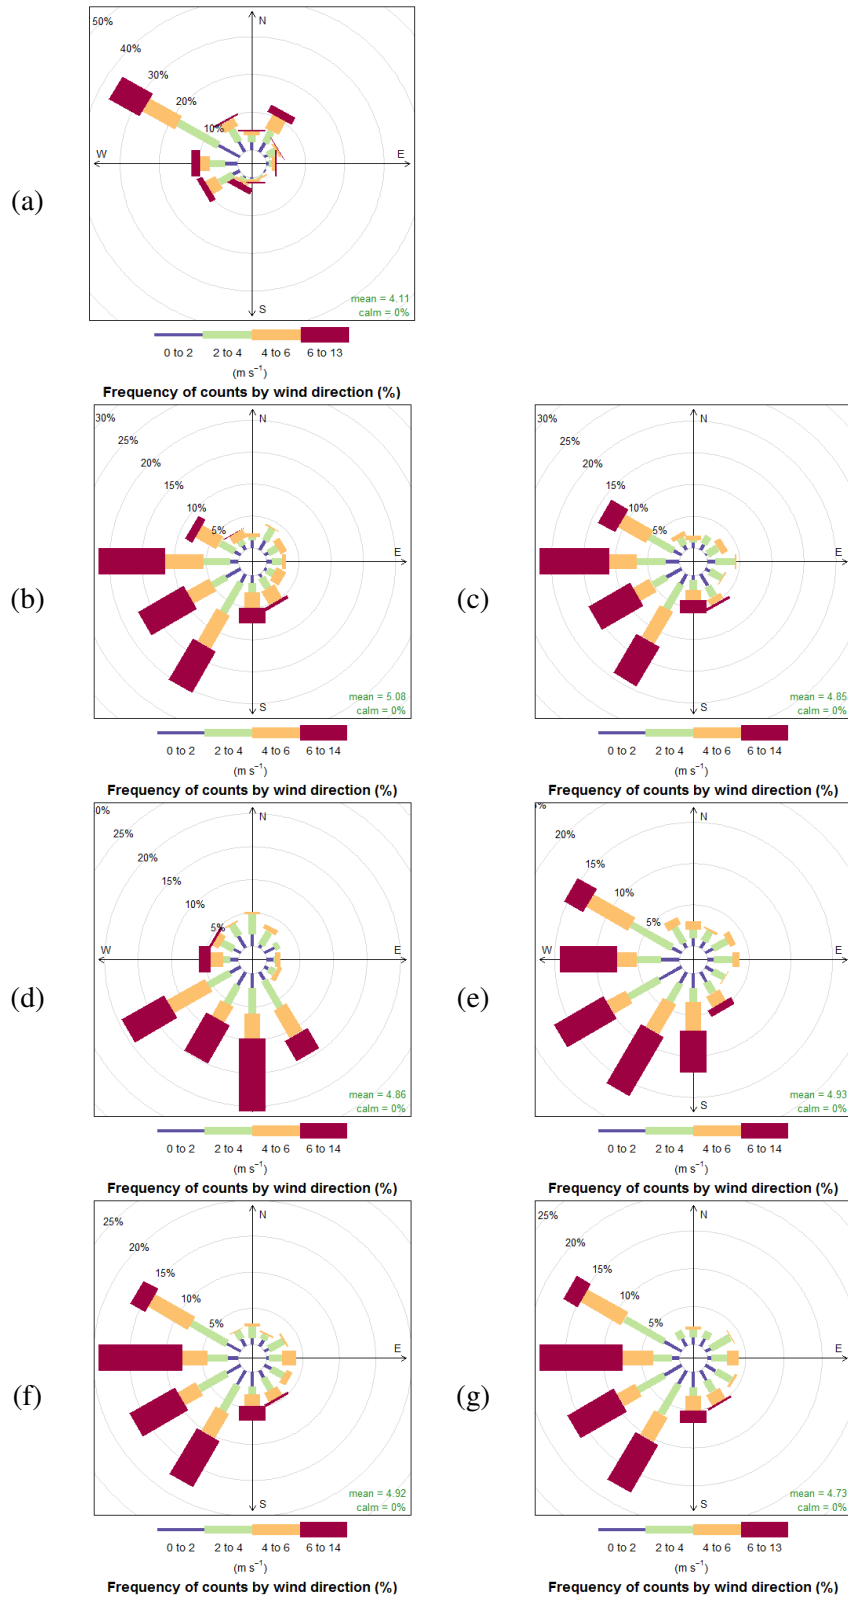 (a)
50%
40%
30%
20%
10%
N
W
E
S
mean = 4.11
calm = 0%
0 to 2 2 to 4 4 to 6 6 to 13
(m s⁻¹)
Frequency of counts by wind direction (%)
(b)
30%
25%
20%
15%
10%
5%
N
E
S
mean = 5.08
calm = 0%
0 to 2 2 to 4 4 to 6 6 to 14
(m s⁻¹)
Frequency of counts by wind direction (%)
(c)
30%
25%
20%
15%
10%
5%
N
E
S
mean = 4.85
calm = 0%
0 to 2 2 to 4 4 to 6 6 to 14
(m s⁻¹)
Frequency of counts by wind direction (%)
(d)
0%
25%
20%
15%
10%
5%
N
W
E
mean = 4.86
calm = 0%
0 to 2 2 to 4 4 to 6 6 to 14
(m s⁻¹)
Frequency of counts by wind direction (%)
(e)
20%
15%
10%
5%
N
W
E
S
mean = 4.93
calm = 0%
0 to 2 2 to 4 4 to 6 6 to 14
(m s⁻¹)
Frequency of counts by wind direction (%)
(f)
25%
20%
15%
10%
5%
N
E
S
mean = 4.92
calm = 0%
0 to 2 2 to 4 4 to 6 6 to 14
(m s⁻¹)
Frequency of counts by wind direction (%)
(g)
25%
20%
15%
10%
5%
N
E
S
mean = 4.73
calm = 0%
0 to 2 2 to 4 4 to 6 6 to 13
(m s⁻¹)
Frequency of counts by wind direction (%)